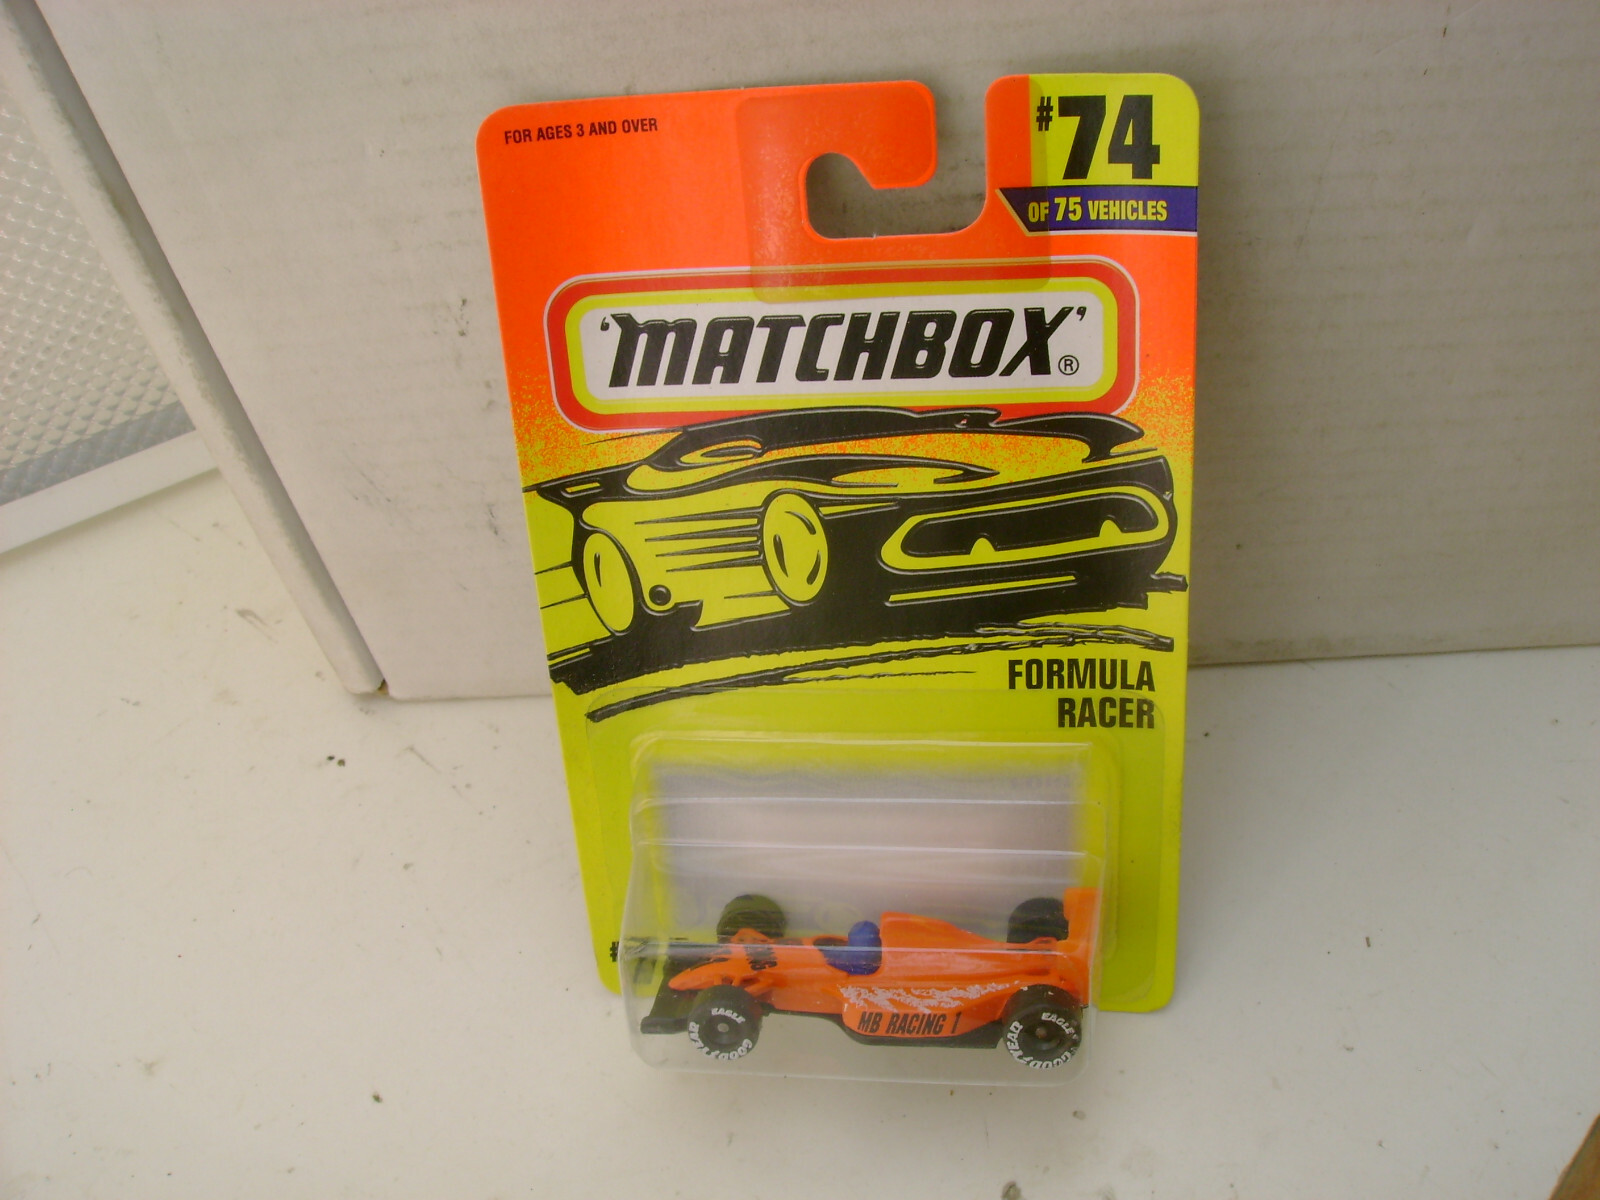 FOR AGES 3 AND OVER
#74
OF 75 VEHICLES
'MATCHBOX'®
FORMULA
RACER
MB RACING 1
EAGLE
GOODYEAR
EAGLE
GOODYEAR